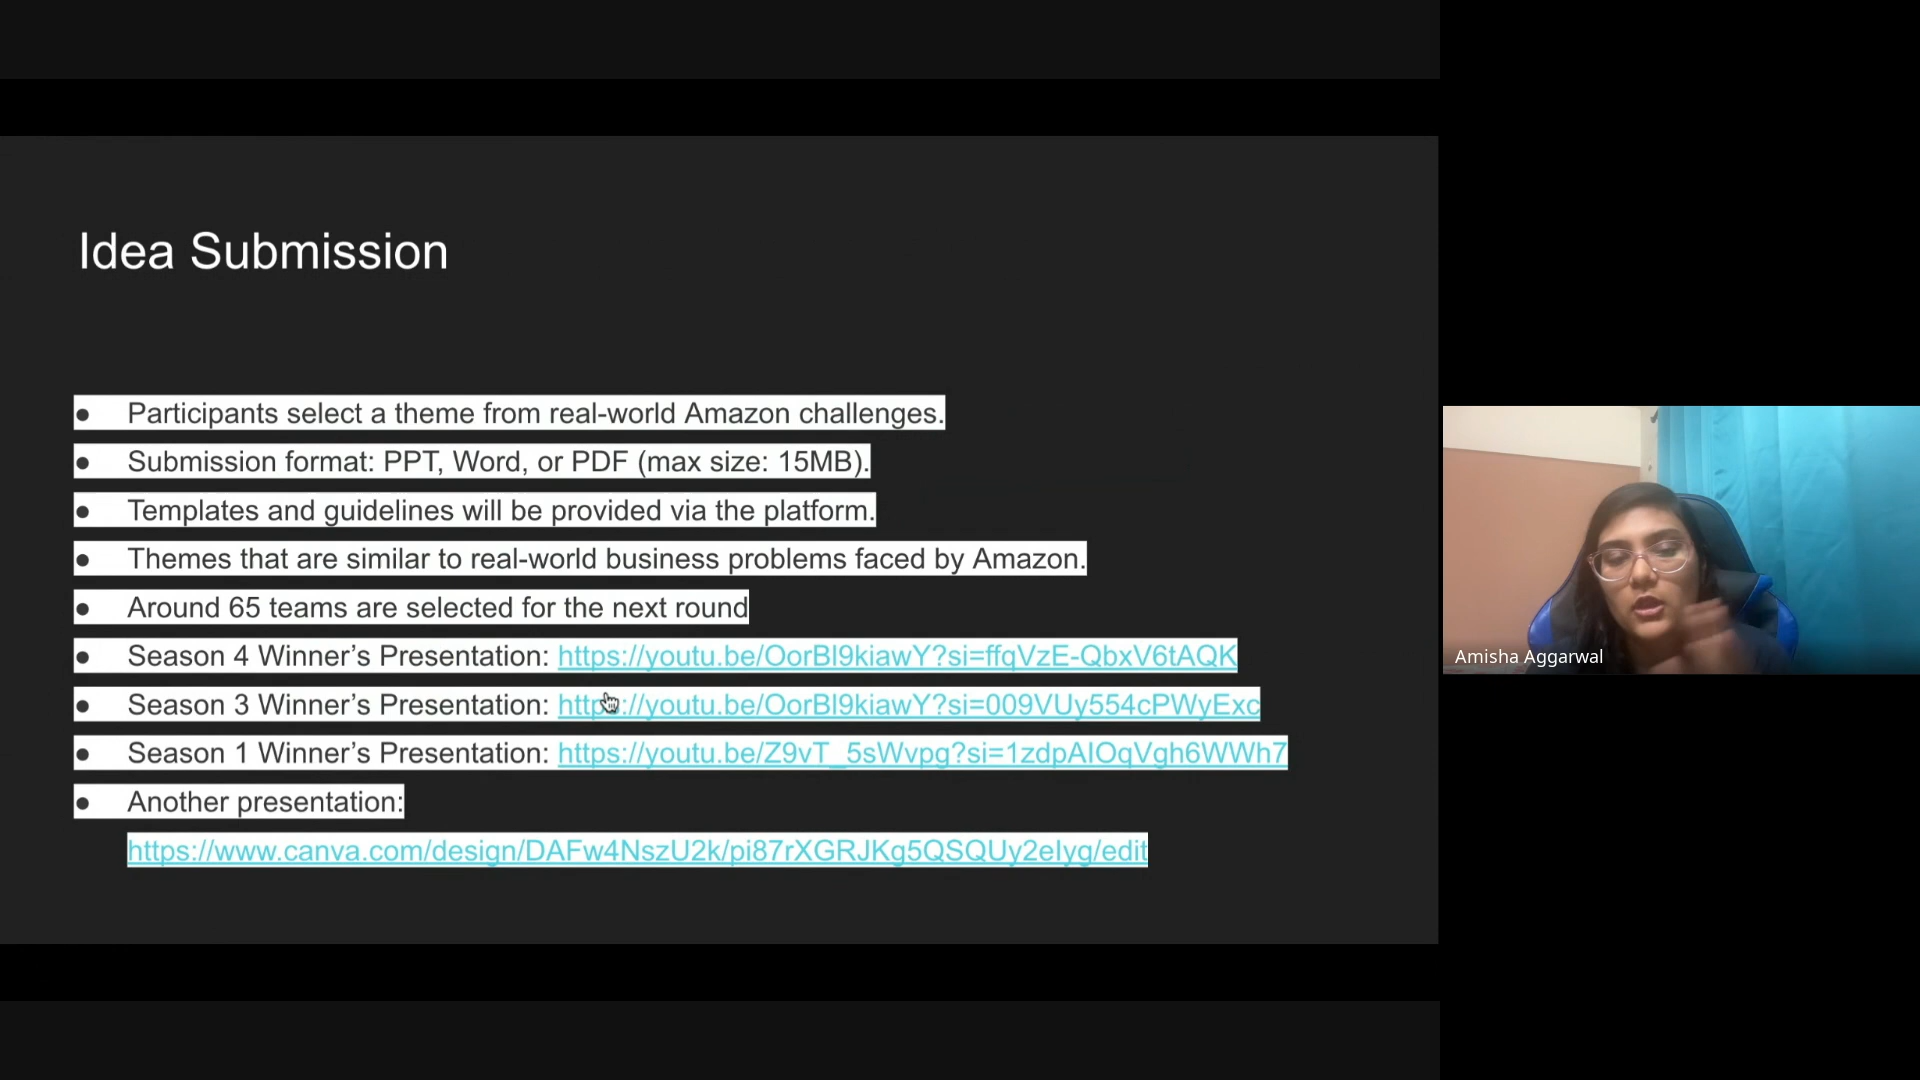 Idea Submission
● Participants select a theme from real-world Amazon challenges.
● Submission format: PPT, Word, or PDF (max size: 15MB).
● Templates and guidelines will be provided via the platform.
● Themes that are similar to real-world business problems faced by Amazon.
● Around 65 teams are selected for the next round
● Season 4 Winner’s Presentation: https://youtu.be/OorBl9kiawY?si=ffqVzE-QbxV6tAQK
● Season 3 Winner’s Presentation: https://youtu.be/OorBl9kiawY?si=009VUy554cPWyExc
● Season 1 Winner’s Presentation: https://youtu.be/Z9vT_5sWvpg?si=1zdpAIOqVgh6WWh7
● Another presentation:
https://www.canva.com/design/DAFw4NszU2k/pi87rXGRJKg5QSQUy2eIyg/edit
Amisha Aggarwal